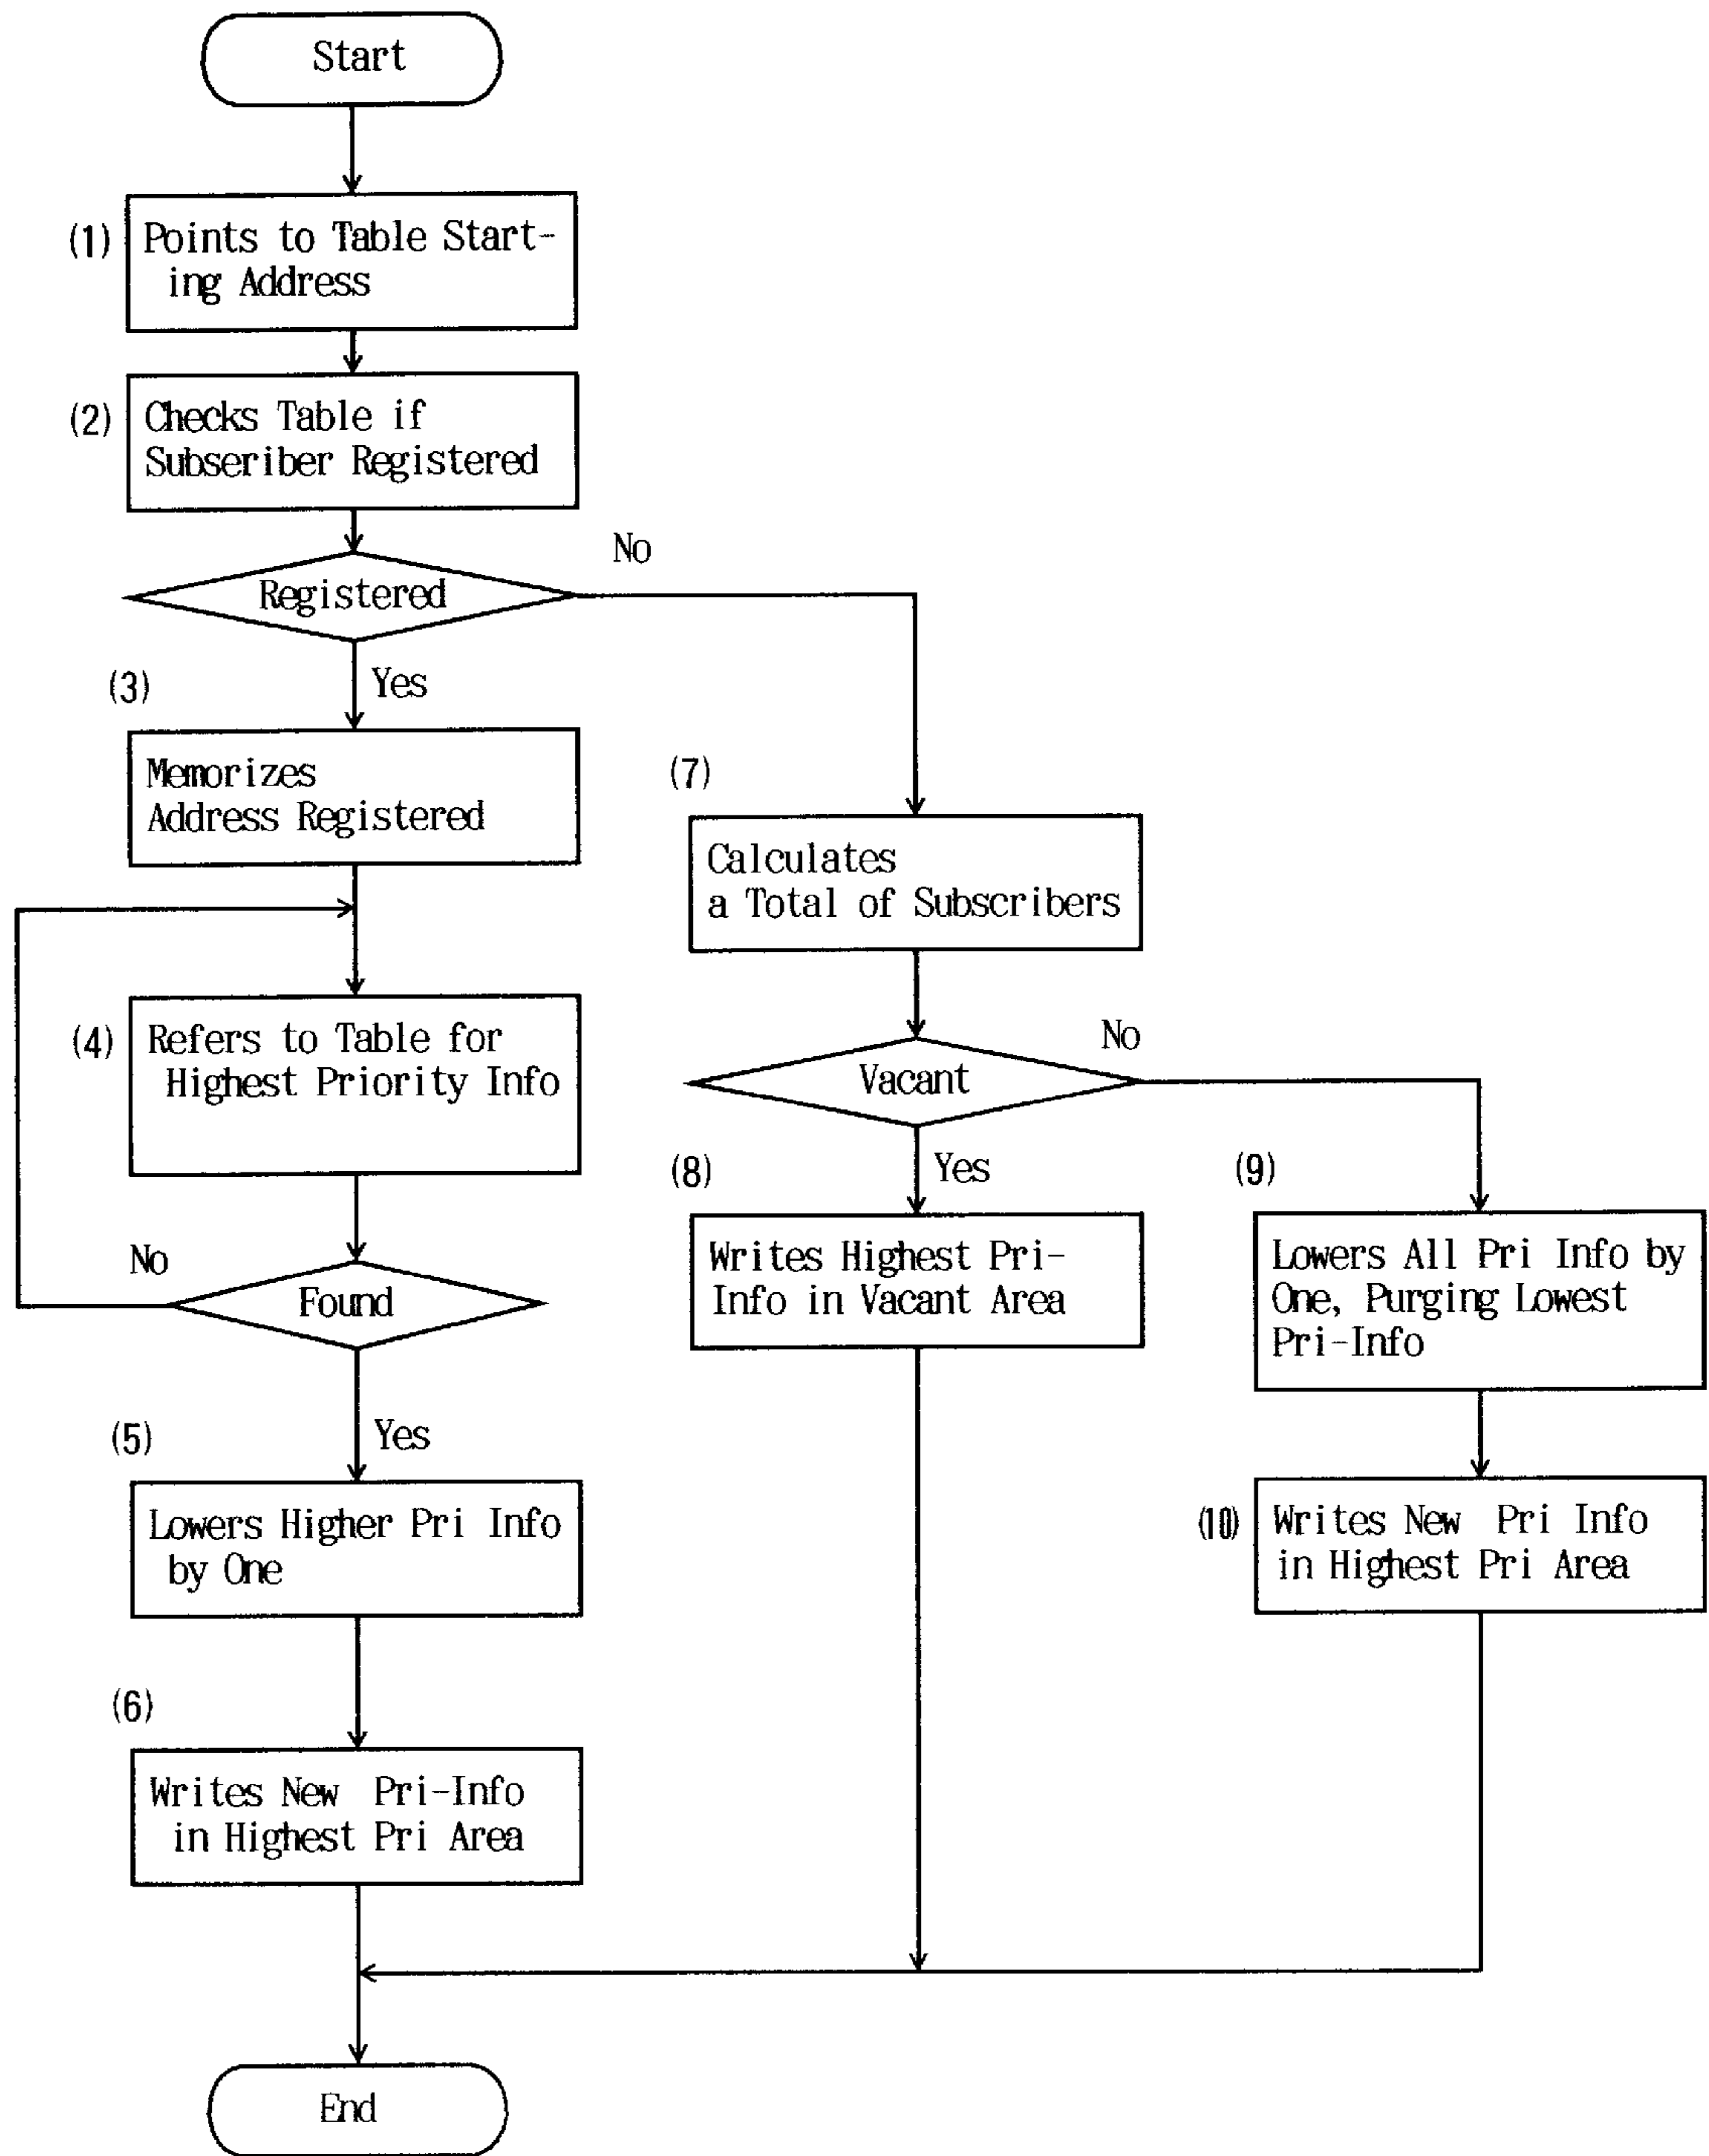 Start
(1)
Points to Table Start-
ing Address
(2)
Checks Table if
Subseriber Registered
Registered
No
Yes
(3)
Memorizes
Address Registered
(4)
Refers to Table for
Highest Priority Info
Found
No
Yes
(5)
Lowers Higher Pri Info
by One
(6)
Writes New Pri-Info
in Highest Pri Area
(7)
Calculates
a Total of Subscribers
Vacant
No
Yes
(8)
Writes Highest Pri-
Info in Vacant Area
(9)
Lowers All Pri Info by
One, Purging Lowest
Pri-Info
(10)
Writes New Pri Info
in Highest Pri Area
End